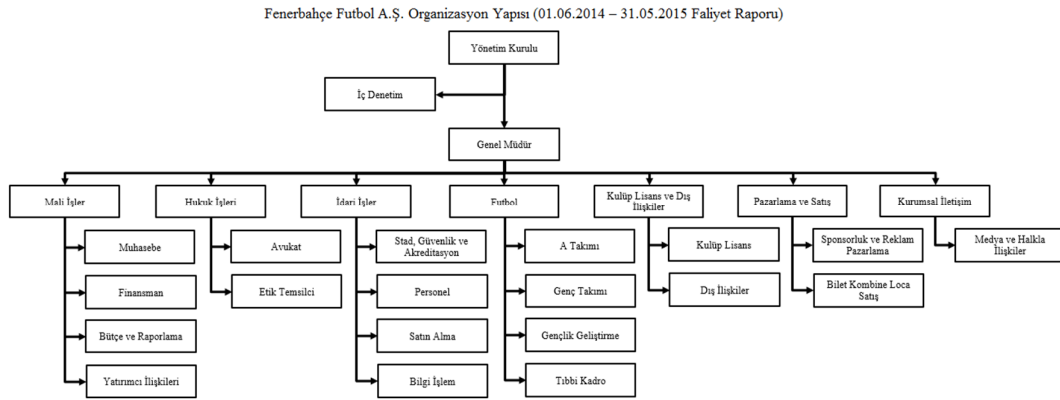 Fenerbahçe Futbol A.Ş. Organizasyon Yapısı (01.06.2014 – 31.05.2015 Faliyet Raporu)
Yönetim Kurulu
İç Denetim
Genel Müdür
Mali İşler
Hukuk İşleri
İdari İşler
Futbol
Kulüp Lisans ve Dış
İlişkiler
Pazarlama ve Satış
Kurumsal İletişim
Muhasebe
Finansman
Bütçe ve Raporlama
Yatırımcı İlişkileri
Avukat
Etik Temsilci
Stad, Güvenlik ve
Akreditasyon
Personel
Satın Alma
Bilgi İşlem
A Takımı
Genç Takımı
Gençlik Geliştirme
Tıbbi Kadro
Kulüp Lisans
Dış İlişkiler
Sponsorluk ve Reklam
Pazarlama
Bilet Kombine Loca
Satış
Medya ve Halkla
İlişkiler